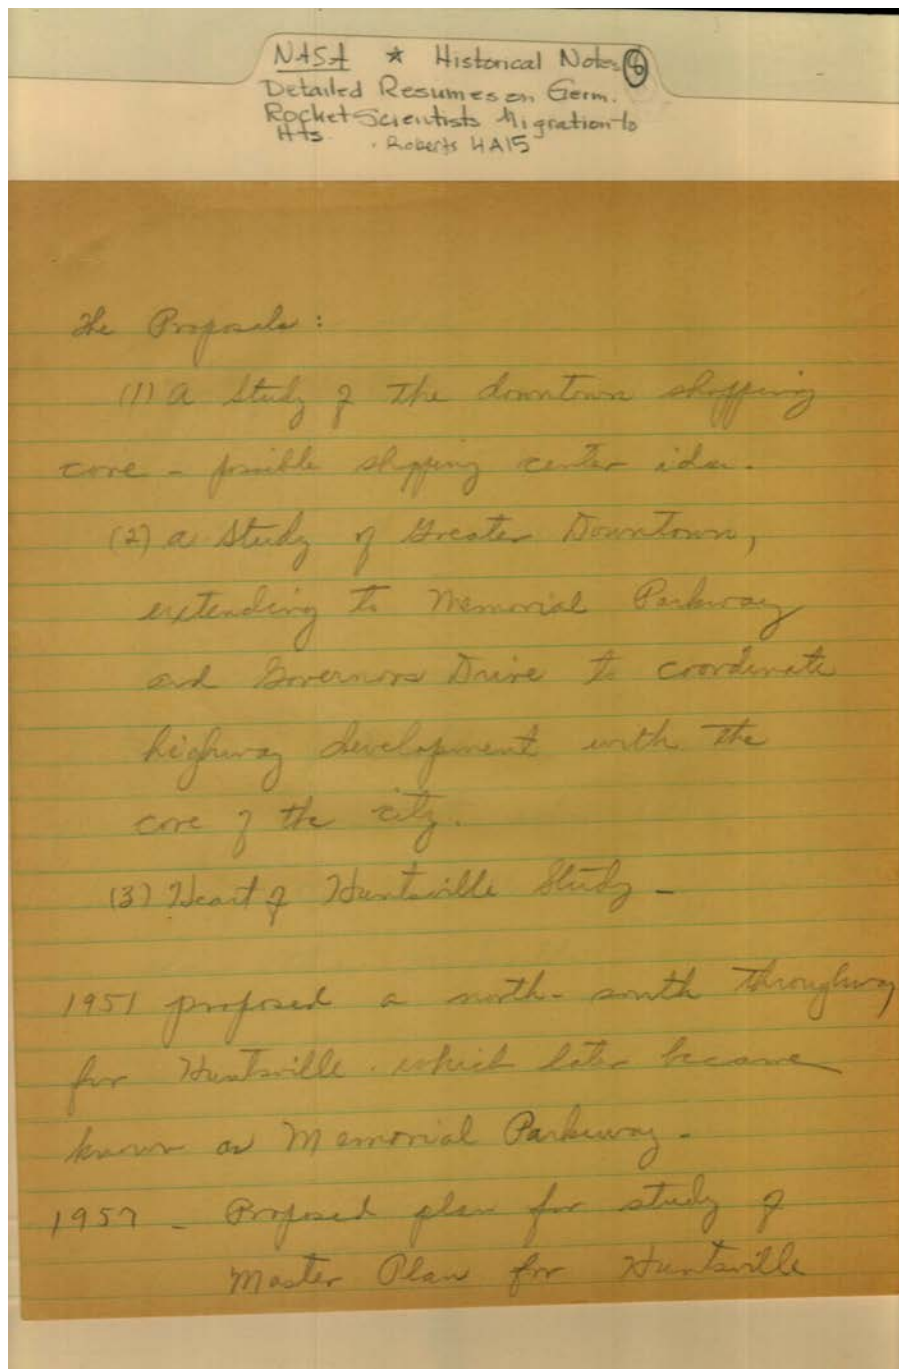 NASA * Historical Notes 8
Detailed Resumes on Germ.
Rocket Scientists Migration to
Hts.
. Roberts HA15
The Proposals :
(1) A Study of the downtown shopping
core - possible shopping center idea.
(2) a Study of Greater Downtown,
extending to Memorial Parkway
and Governors Drive to coordinate
highway development with the
core of the city.
(3) Heart of Huntsville Study -
1951 proposed a north - south Throughway
for Huntsville . which later became
known as Memorial Parkway -
1957 - Proposed plan for study of
Master Plan for Huntsville